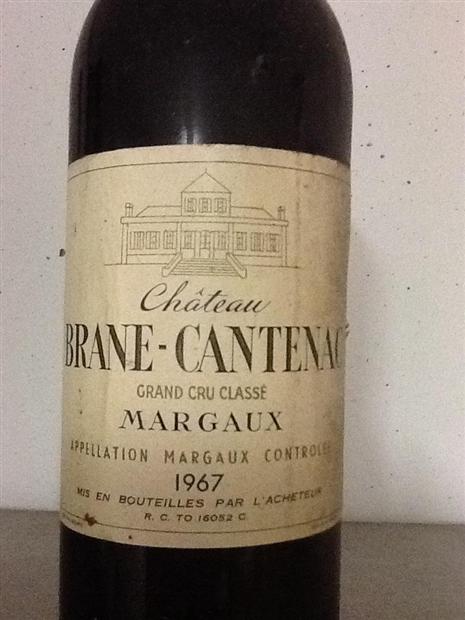 Château
BRANE-CANTENAC
GRAND CRU CLASSÉ
MARGAUX
APPELLATION MARGAUX CONTROLÉE
1967
MIS EN BOUTEILLES PAR L'ACHETEUR
R. C. TO 16052 C.